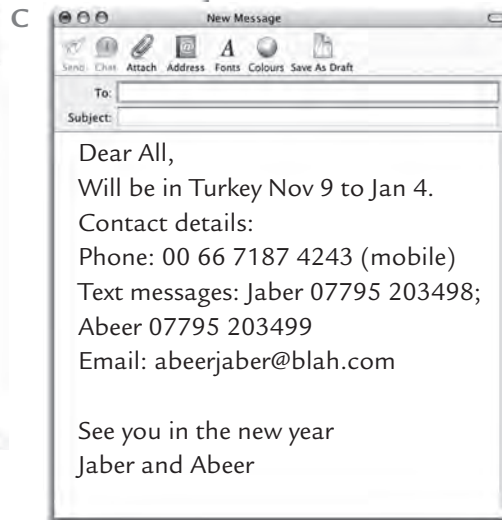 C
New Message
Send Chat Attach Address Fonts Colours Save As Draft
To:
Subject:
Dear All,
Will be in Turkey Nov 9 to Jan 4.
Contact details:
Phone: 00 66 7187 4243 (mobile)
Text messages: Jaber 07795 203498;
Abeer 07795 203499
Email: abeerjaber@blah.com
See you in the new year
Jaber and Abeer